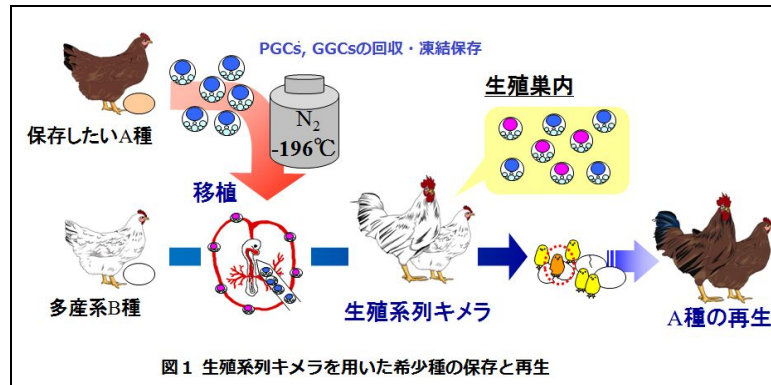 PGCs, GGCsの回収・凍結保存
生殖巣内
N2
-196℃
保存したいA種
移植
多産系B種
生殖系列キメラ
A種の再生
図1 生殖系列キメラを用いた希少種の保存と再生